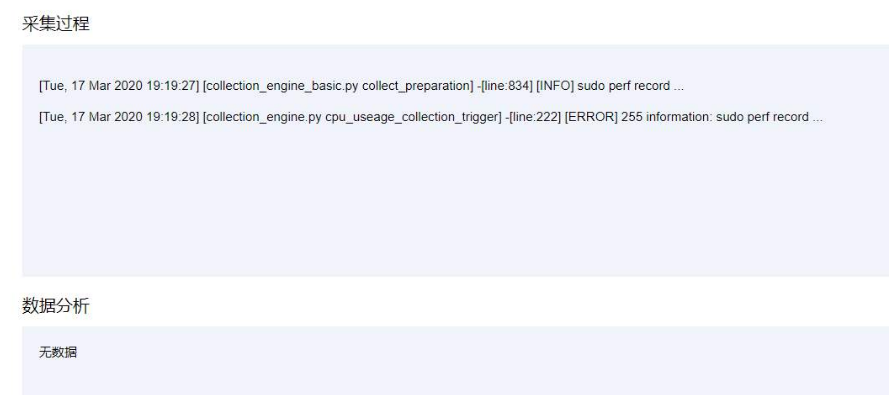 采集过程
[Tue, 17 Mar 2020 19:19:27] [collection_engine_basic.py collect_preparation] -[line:834] [INFO] sudo perf record ...
[Tue, 17 Mar 2020 19:19:28] [collection_engine.py cpu_useage_collection_trigger] -[line:222] [ERROR] 255 information: sudo perf record ...
数据分析
无数据